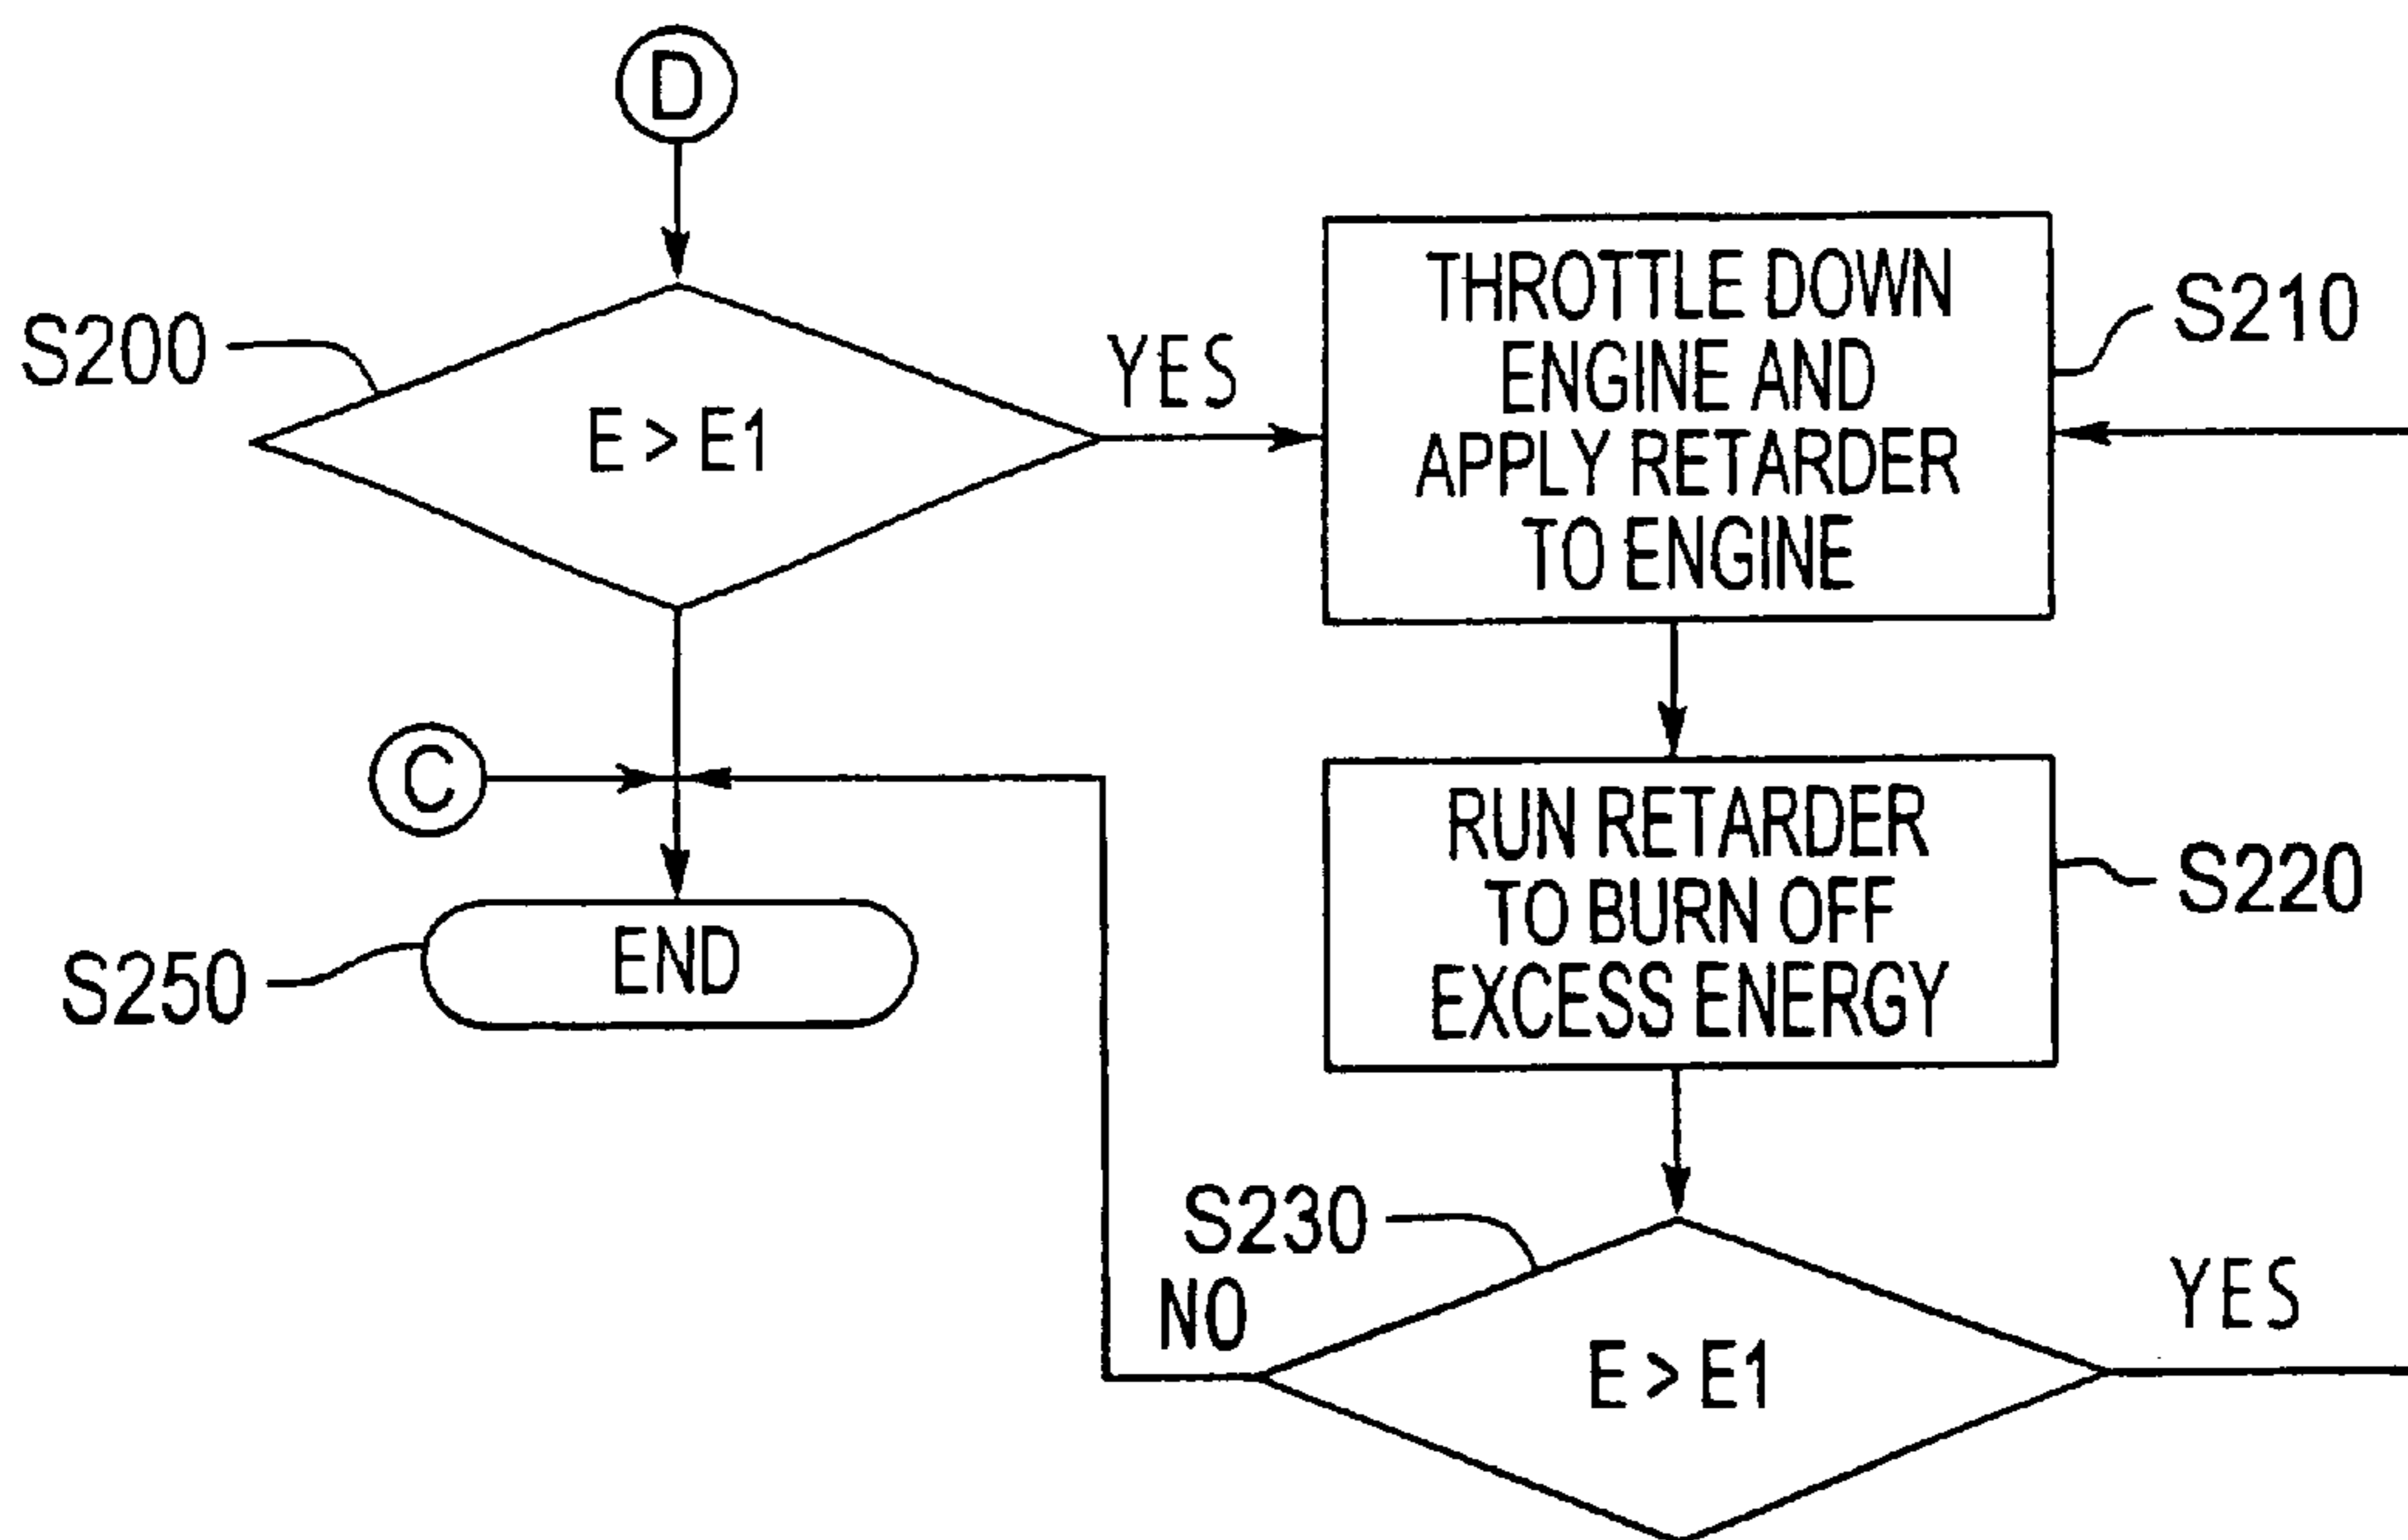 D
S200
E > E1
YES
THROTTLE DOWN
ENGINE AND
APPLY RETARDER
TO ENGINE
S210
C
RUN RETARDER
TO BURN OFF
EXCESS ENERGY
S220
END
S250
S230
NO
E > E1
YES